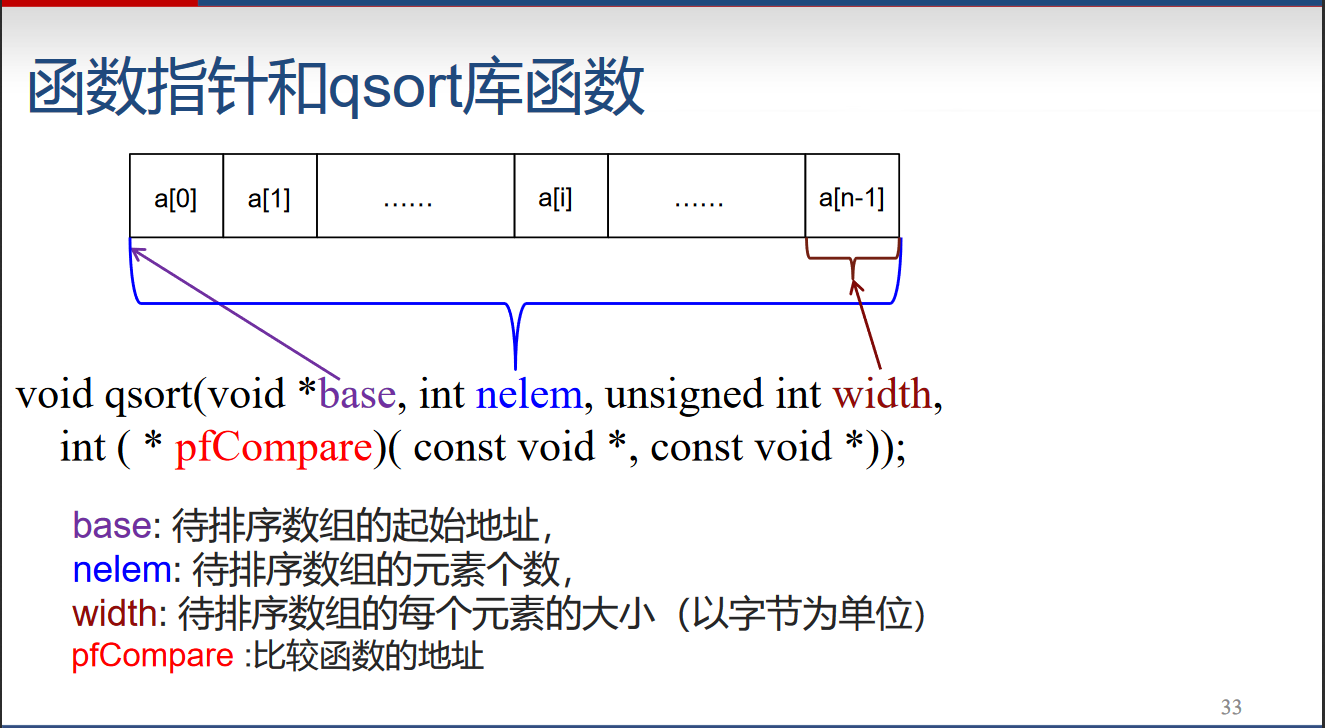 函数指针和qsort库函数
a[0] a[1] …… a[i] …… a[n-1]
void qsort(void *base, int nelem, unsigned int width,
int ( * pfCompare)( const void *, const void *));
base: 待排序数组的起始地址，
nelem: 待排序数组的元素个数，
width: 待排序数组的每个元素的大小（以字节为单位）
pfCompare :比较函数的地址
33